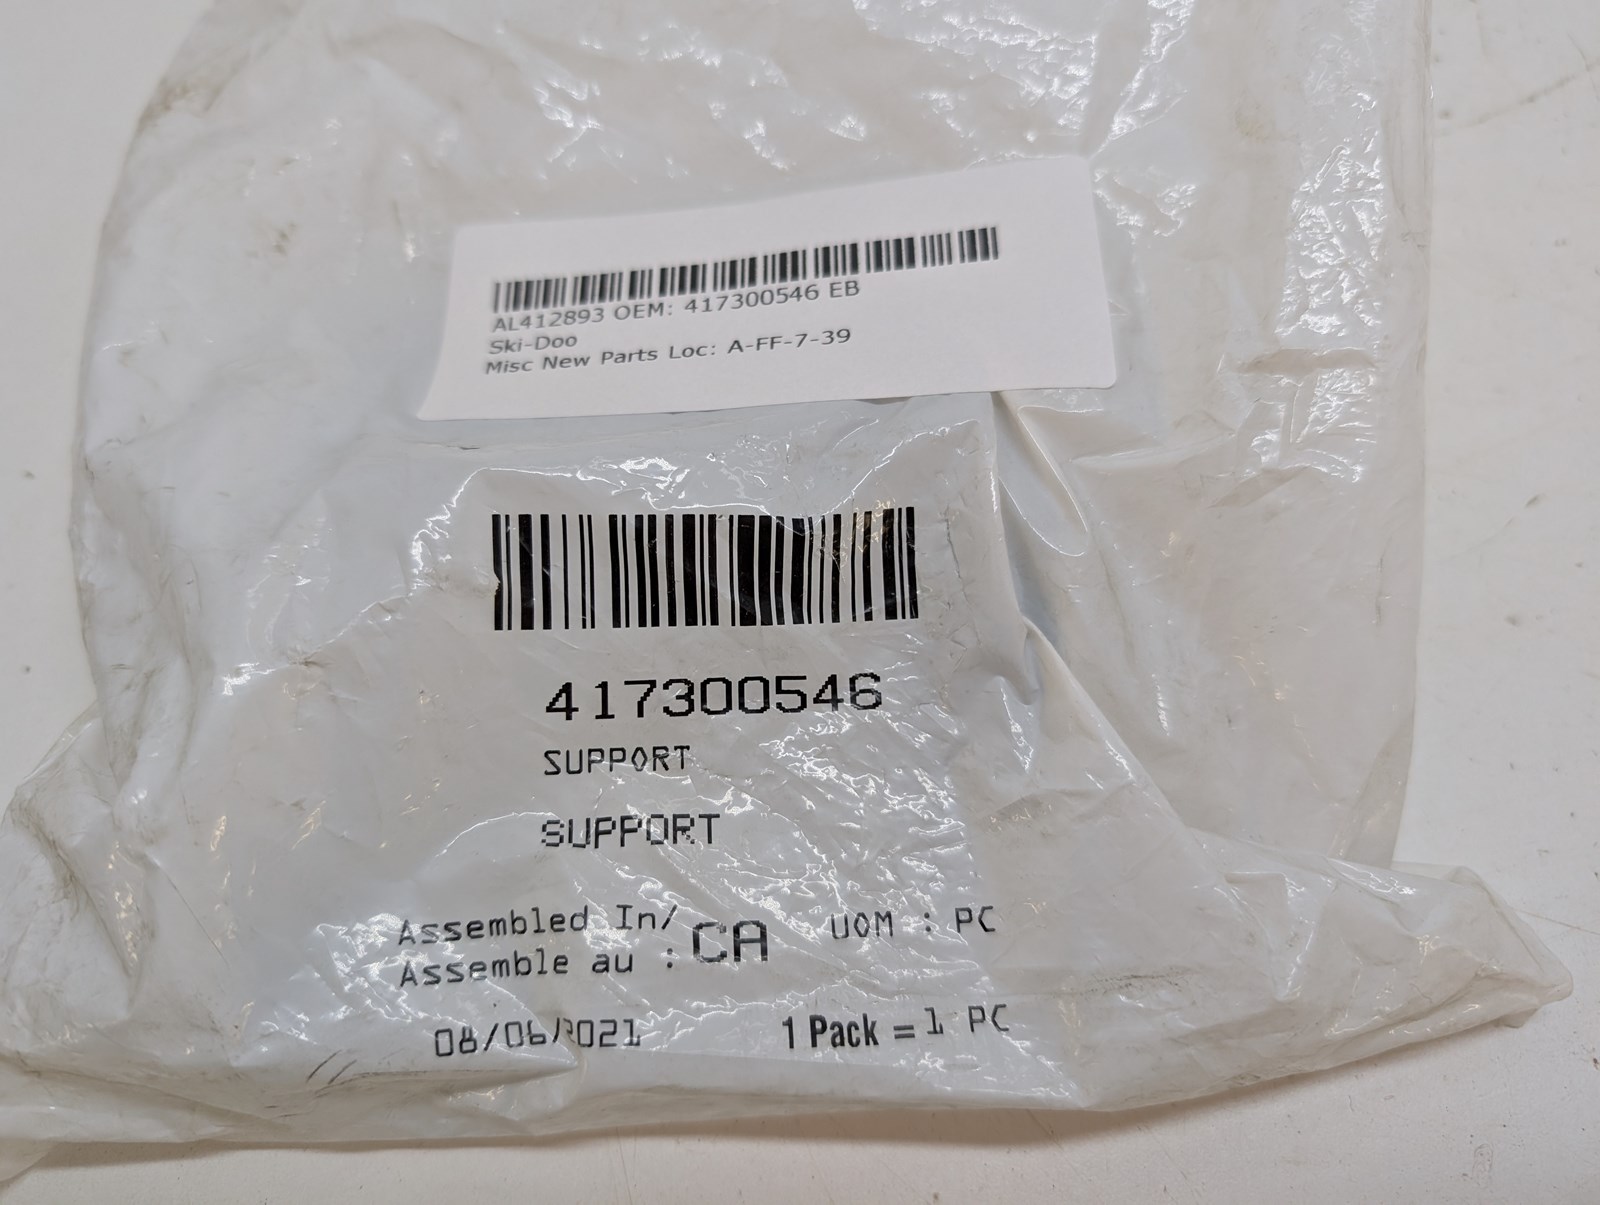 AL412893 OEM: 417300546 EB
Ski-Doo
Misc New Parts Loc: A-FF-7-39
417300546
SUPPORT
SUPPORT
Assembled In/
Assemble au : CA
UOM : PC
08/06/2021
1 Pack = 1 PC